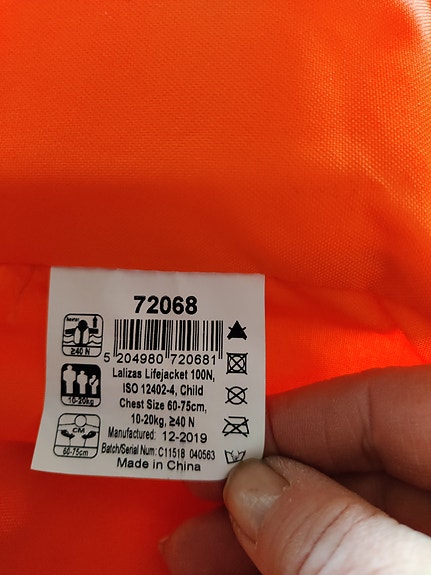 72068
5 204980 720681
≥40 N
Lalizas Lifejacket 100N,
ISO 12402-4, Child
10-20kg
Chest Size 60-75cm,
10-20kg, ≥40 N
CM
Manufactured: 12-2019
60-75cm
Batch/Serial Num: C11518 040563
Made in China